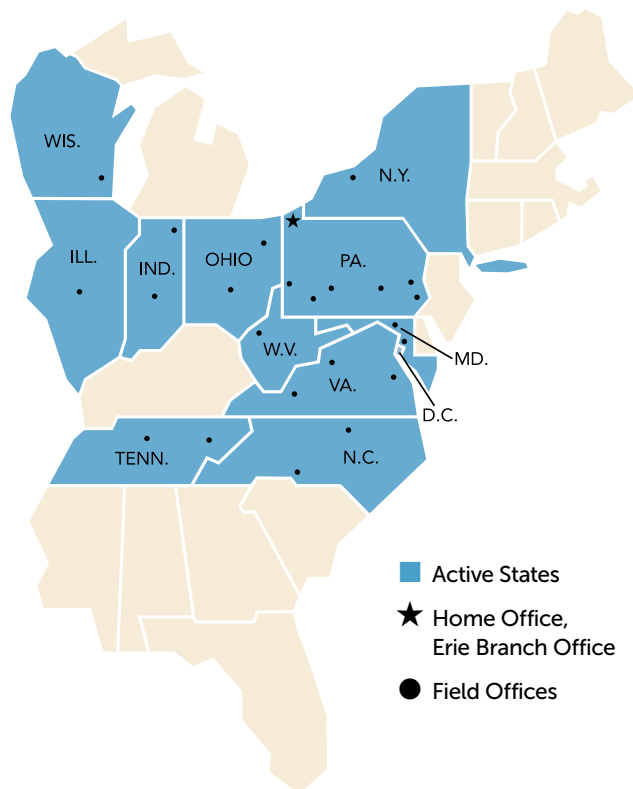 WIS.
N.Y.
ILL.
IND.
OHIO
PA.
W.V.
MD.
VA.
D.C.
TENN.
N.C.
Active States
Home Office,
Erie Branch Office
Field Offices